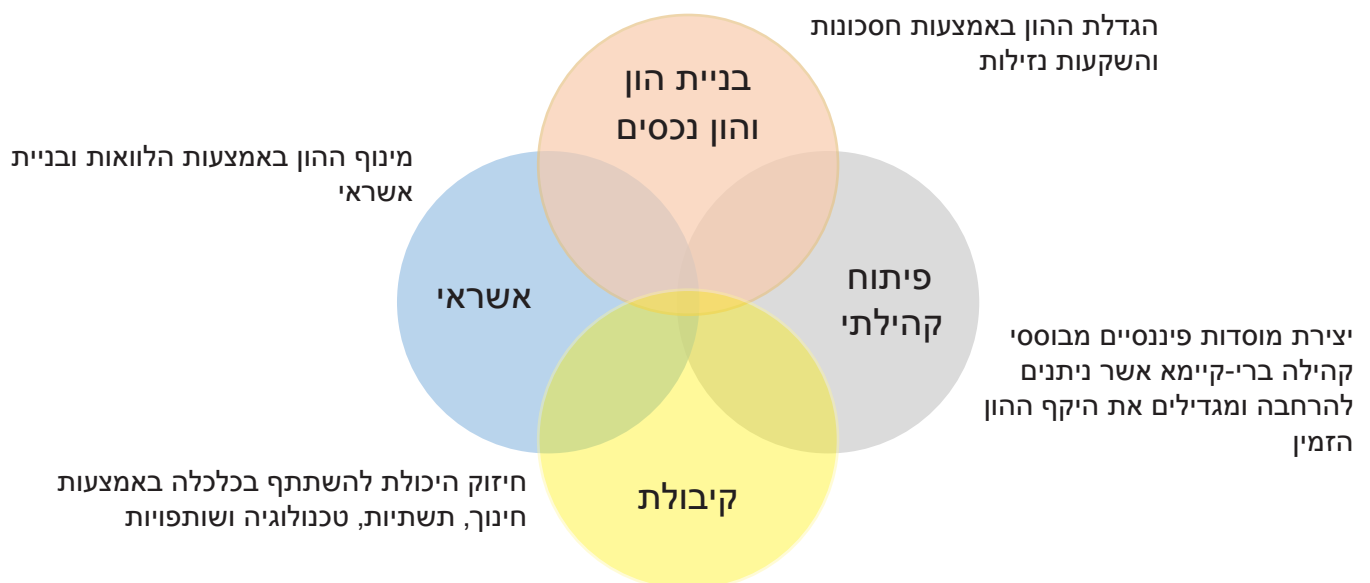 הגדלת ההון באמצעות חסכונות
והשקעות נזילות
בניית הון
והון נכסים
מינוף ההון באמצעות הלוואות ובניית
אשראי
פיתוח
קהילתי
אשראי
יצירת מוסדות פיננסיים מבוססי
קהילה ברי-קיימא אשר ניתנים
להרחבה ומגדילים את היקף ההון
הזמין
קיבולת
חיזוק היכולת להשתתף בכלכלה באמצעות
חינוך, תשתיות, טכנולוגיה ושותפויות